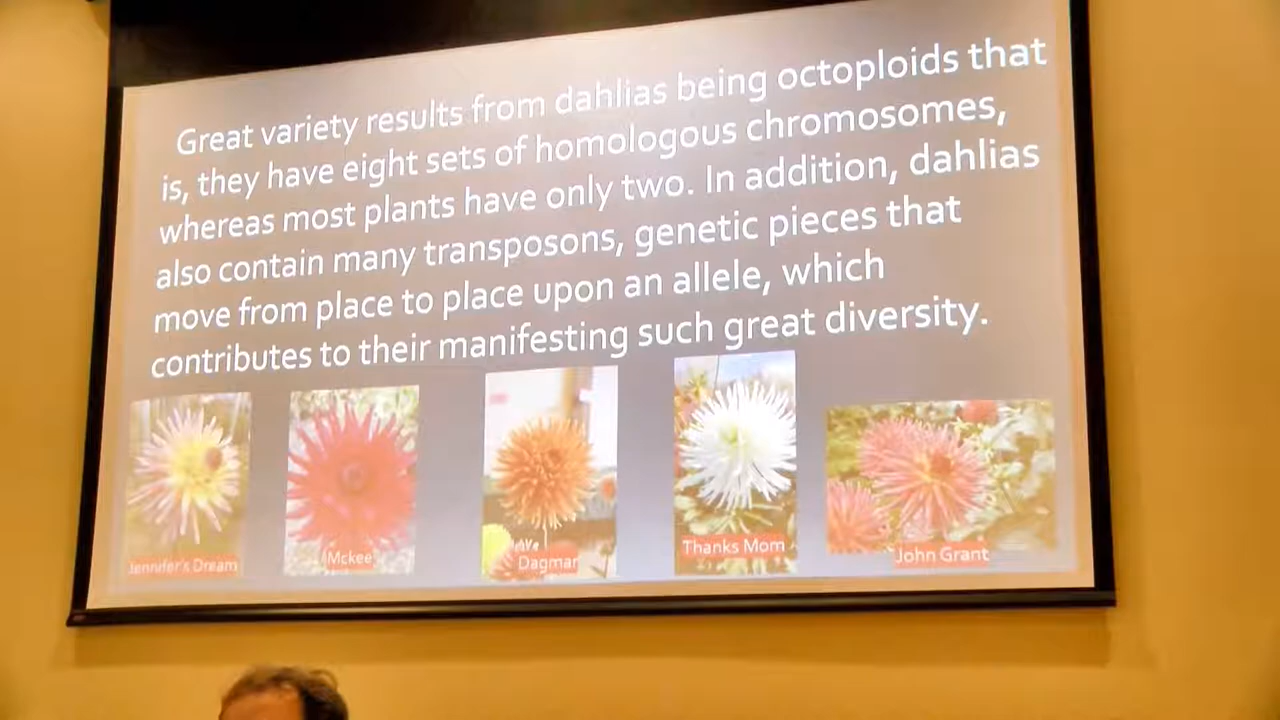 Great variety results from dahlias being octoploids that
is, they have eight sets of homologous chromosomes,
whereas most plants have only two. In addition, dahlias
also contain many transposons, genetic pieces that
move from place to place upon an allele, which
contributes to their manifesting such great diversity.
Jennifer's Dream
Mckee
Dagmar
Thanks Mom
John Grant